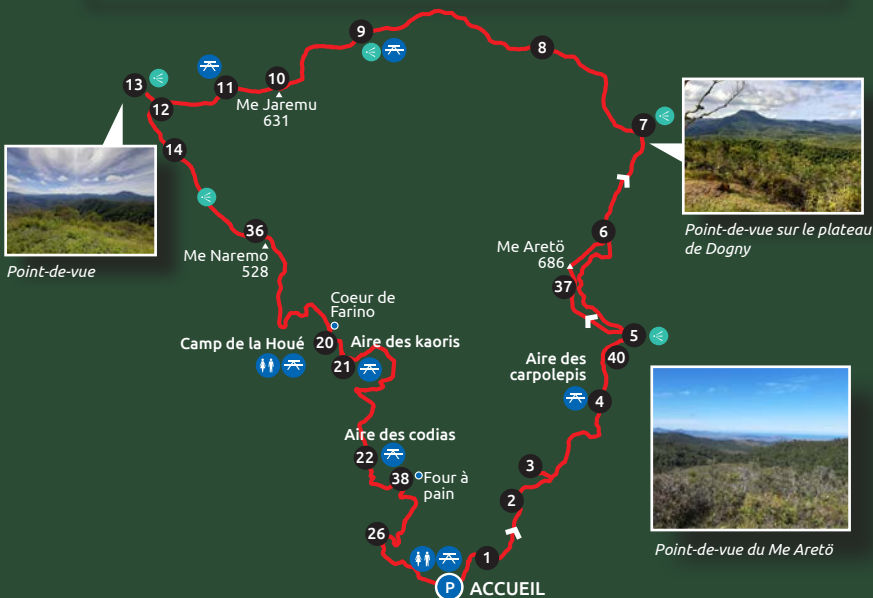 9
8
13
12
11
10
Me Jaremu
631
7
14
Point-de-vue
36
Me Naremo
528
6
Point-de-vue sur le plateau
de Dogny
Me Aretö
686
37
Coeur de
Farino
Camp de la Houé
20
Aire des kaoris
21
5
40
Aire des
carpolepis
4
Aire des codias
22
38
Four à
pain
3
2
Point-de-vue du Me Aretö
26
1
P
ACCUEIL